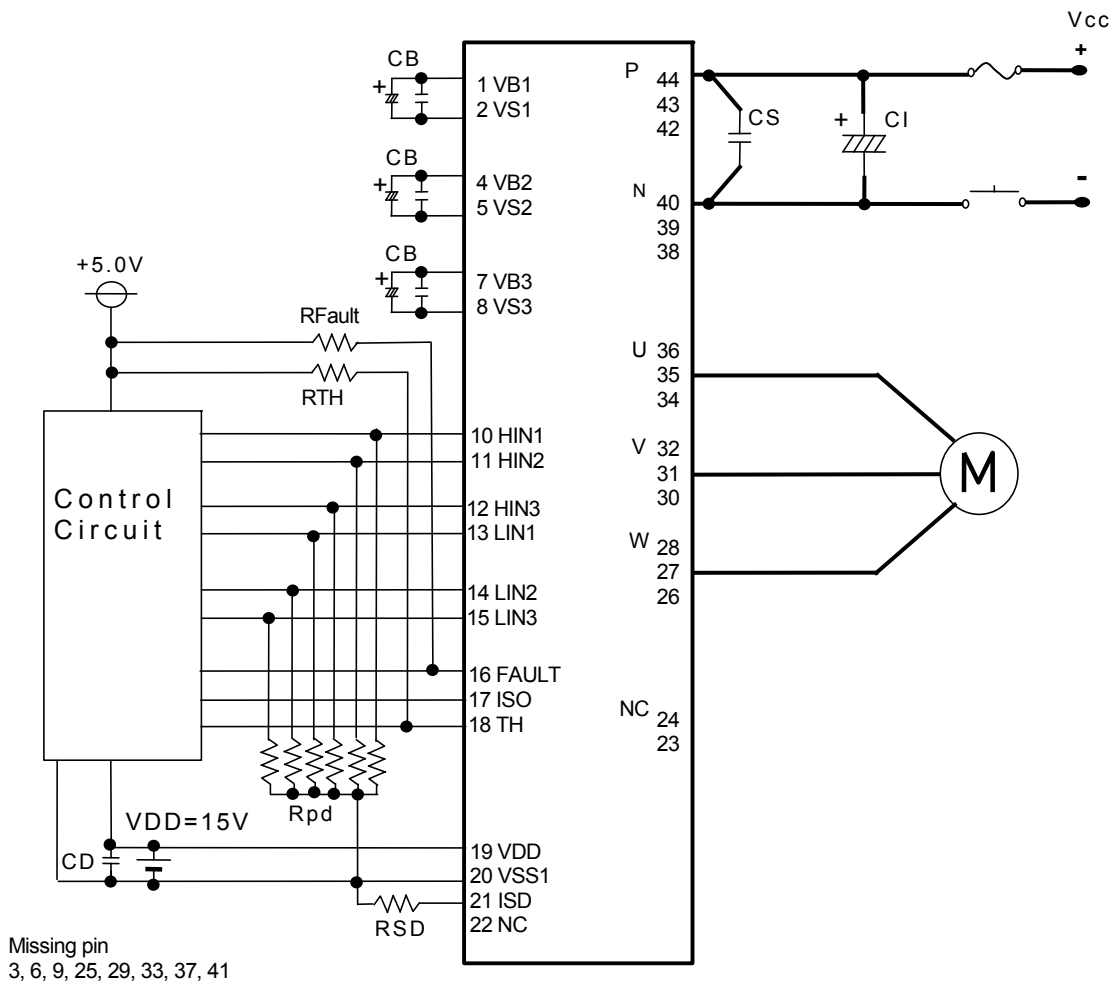 Vcc
+
-
CB
+
1 VB1
2 VS1
CB
+
4 VB2
5 VS2
CB
+
7 VB3
8 VS3
P 44
43
42
CS
+ CI
N 40
39
38
+5.0V
RFault
RTH
U 36
35
34
V 32
31
30
W 28
27
26
M
Control
Circuit
10 HIN1
11 HIN2
12 HIN3
13 LIN1
14 LIN2
15 LIN3
16 FAULT
17 ISO
18 TH
NC 24
23
Rpd
VDD=15V
CD
19 VDD
20 VSS1
21 ISD
22 NC
RSD
Missing pin
3, 6, 9, 25, 29, 33, 37, 41